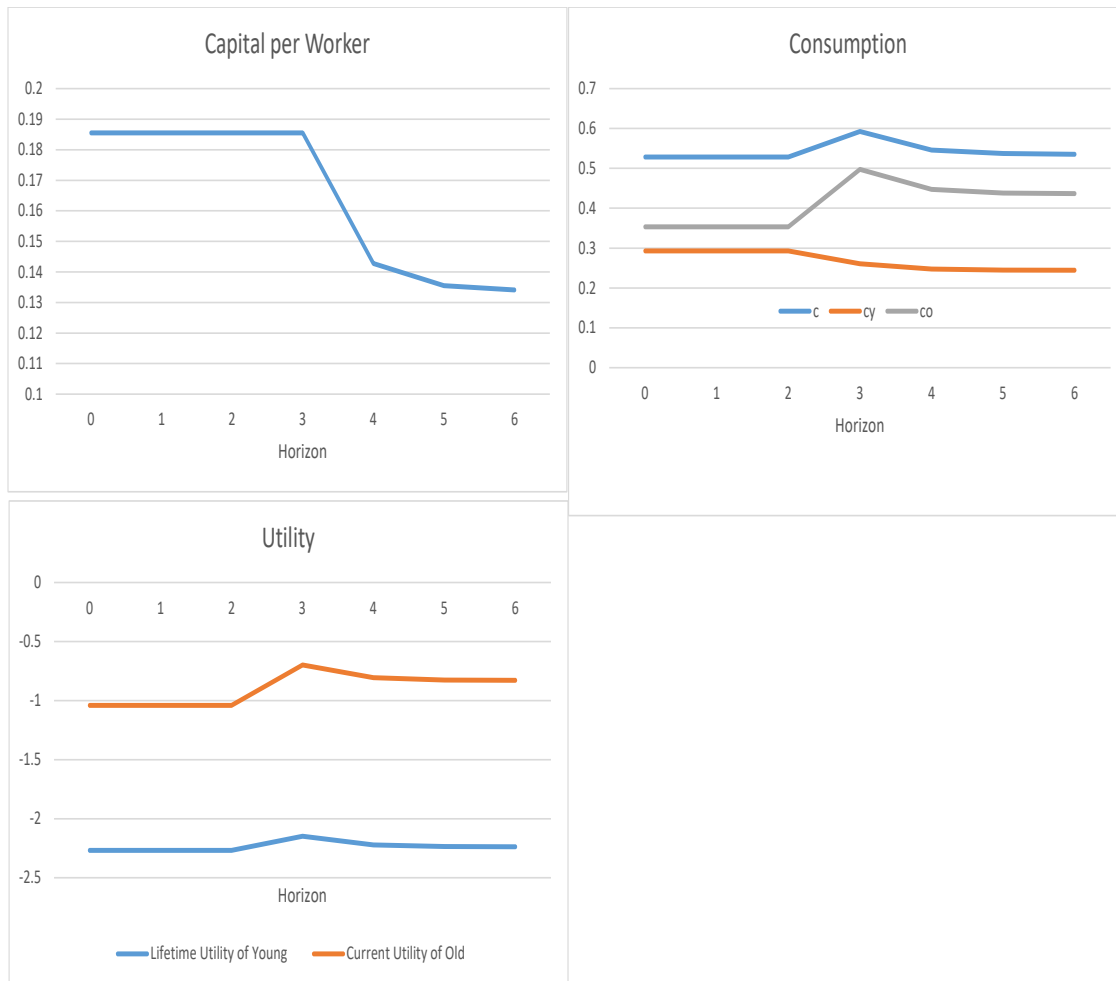 Capital per Worker
0.2
0.19
0.18
0.17
0.16
0.15
0.14
0.13
0.12
0.11
0.1
0 1 2 3 4 5 6
Horizon
Consumption
0.7
0.6
0.5
0.4
0.3
0.2
0.1
0
c cy co
0 1 2 3 4 5 6
Horizon
Utility
0
0 1 2 3 4 5 6
-0.5
-1
-1.5
-2
-2.5
Horizon
Lifetime Utility of Young Current Utility of Old